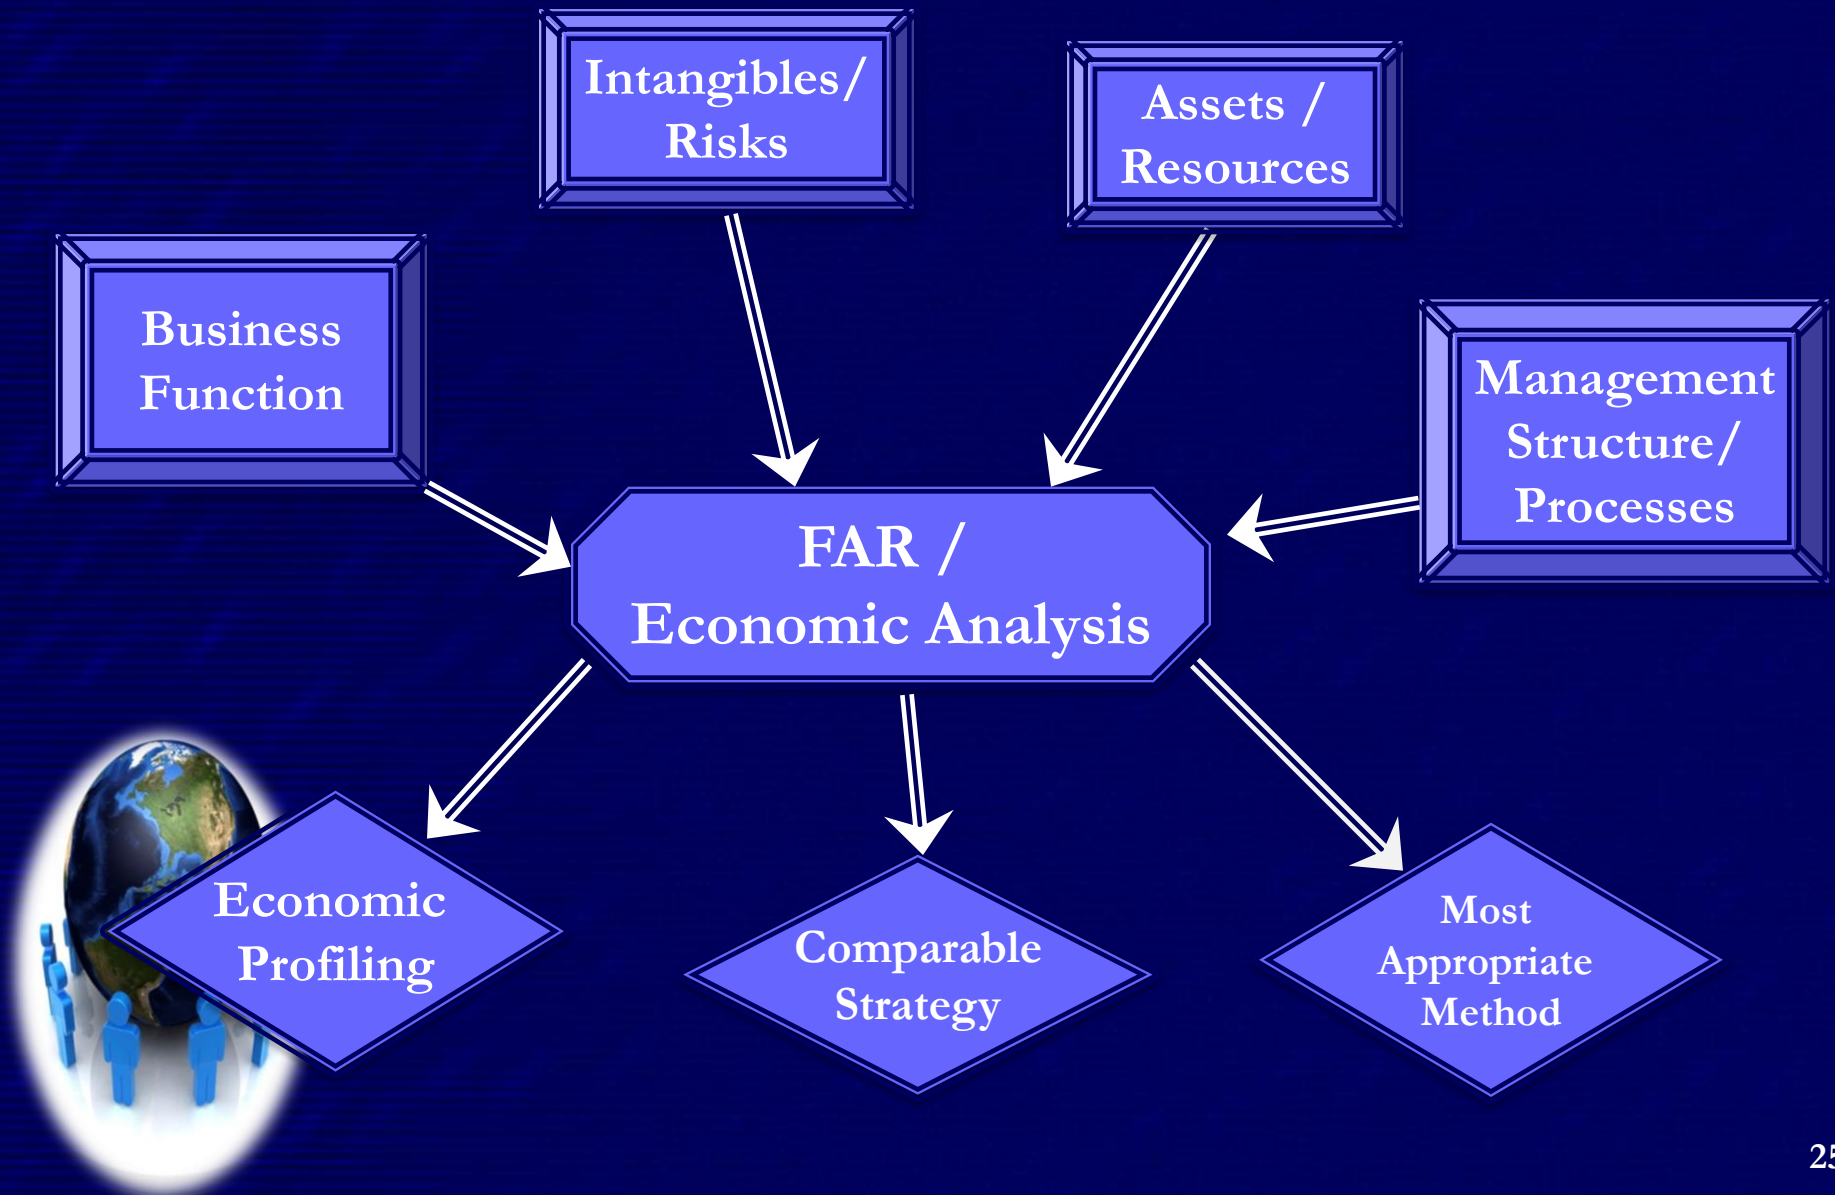 Intangibles/
Risks
Assets /
Resources
Business
Function
Management
Structure/
Processes
FAR /
Economic Analysis
Economic
Profiling
Comparable
Strategy
Most
Appropriate
Method
25